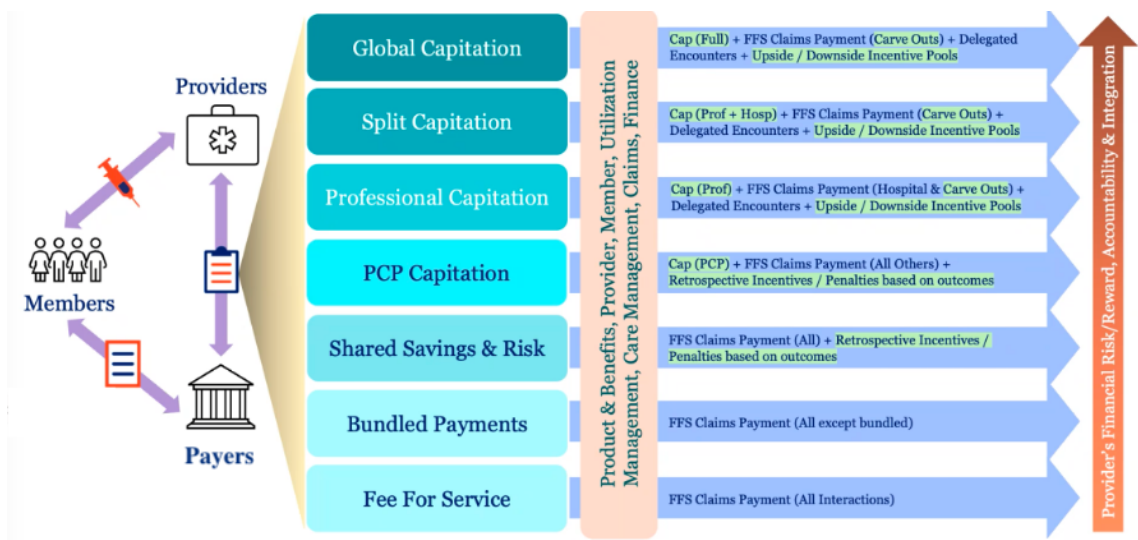 Providers
Members
Payers
Global Capitation
Split Capitation
Professional Capitation
PCP Capitation
Shared Savings & Risk
Bundled Payments
Fee For Service
Product & Benefits, Provider, Member, Utilization
Management, Care Management, Claims, Finance
Cap (Full) + FFS Claims Payment (Carve Outs) + Delegated
Encounters + Upside / Downside Incentive Pools
Cap (Prof + Hosp) + FFS Claims Payment (Carve Outs) +
Delegated Encounters + Upside / Downside Incentive Pools
Cap (Prof) + FFS Claims Payment (Hospital & Carve Outs) +
Delegated Encounters + Upside / Downside Incentive Pools
Cap (PCP) + FFS Claims Payment (All Others) +
Retrospective Incentives / Penalties based on outcomes
FFS Claims Payment (All) + Retrospective Incentives /
Penalties based on outcomes
FFS Claims Payment (All except bundled)
FFS Claims Payment (All Interactions)
Provider's Financial Risk/Reward, Accountability & Integration